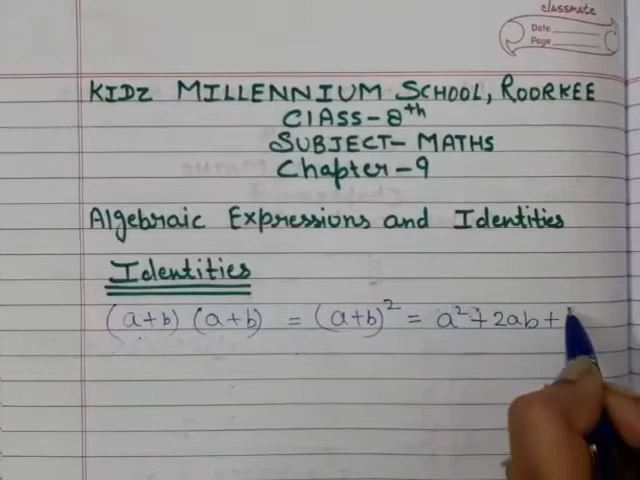 classmate
Date
Page
KIDZ MILLENNIUM SCHOOL, ROORKEE
ClASS-8th
SUBJECT- MATHS
Chapter-9
Algebraic Expressions and Identities
Identities
(a+b) (a+b) = (a+b)² = a²+2ab+